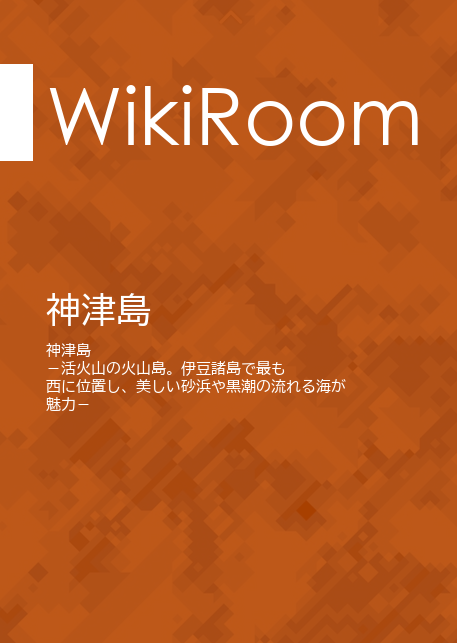 WikiRoom
神津島
神津島
－活火山の火山島。伊豆諸島で最も
西に位置し、美しい砂浜や黒潮の流れる海が
魅力－